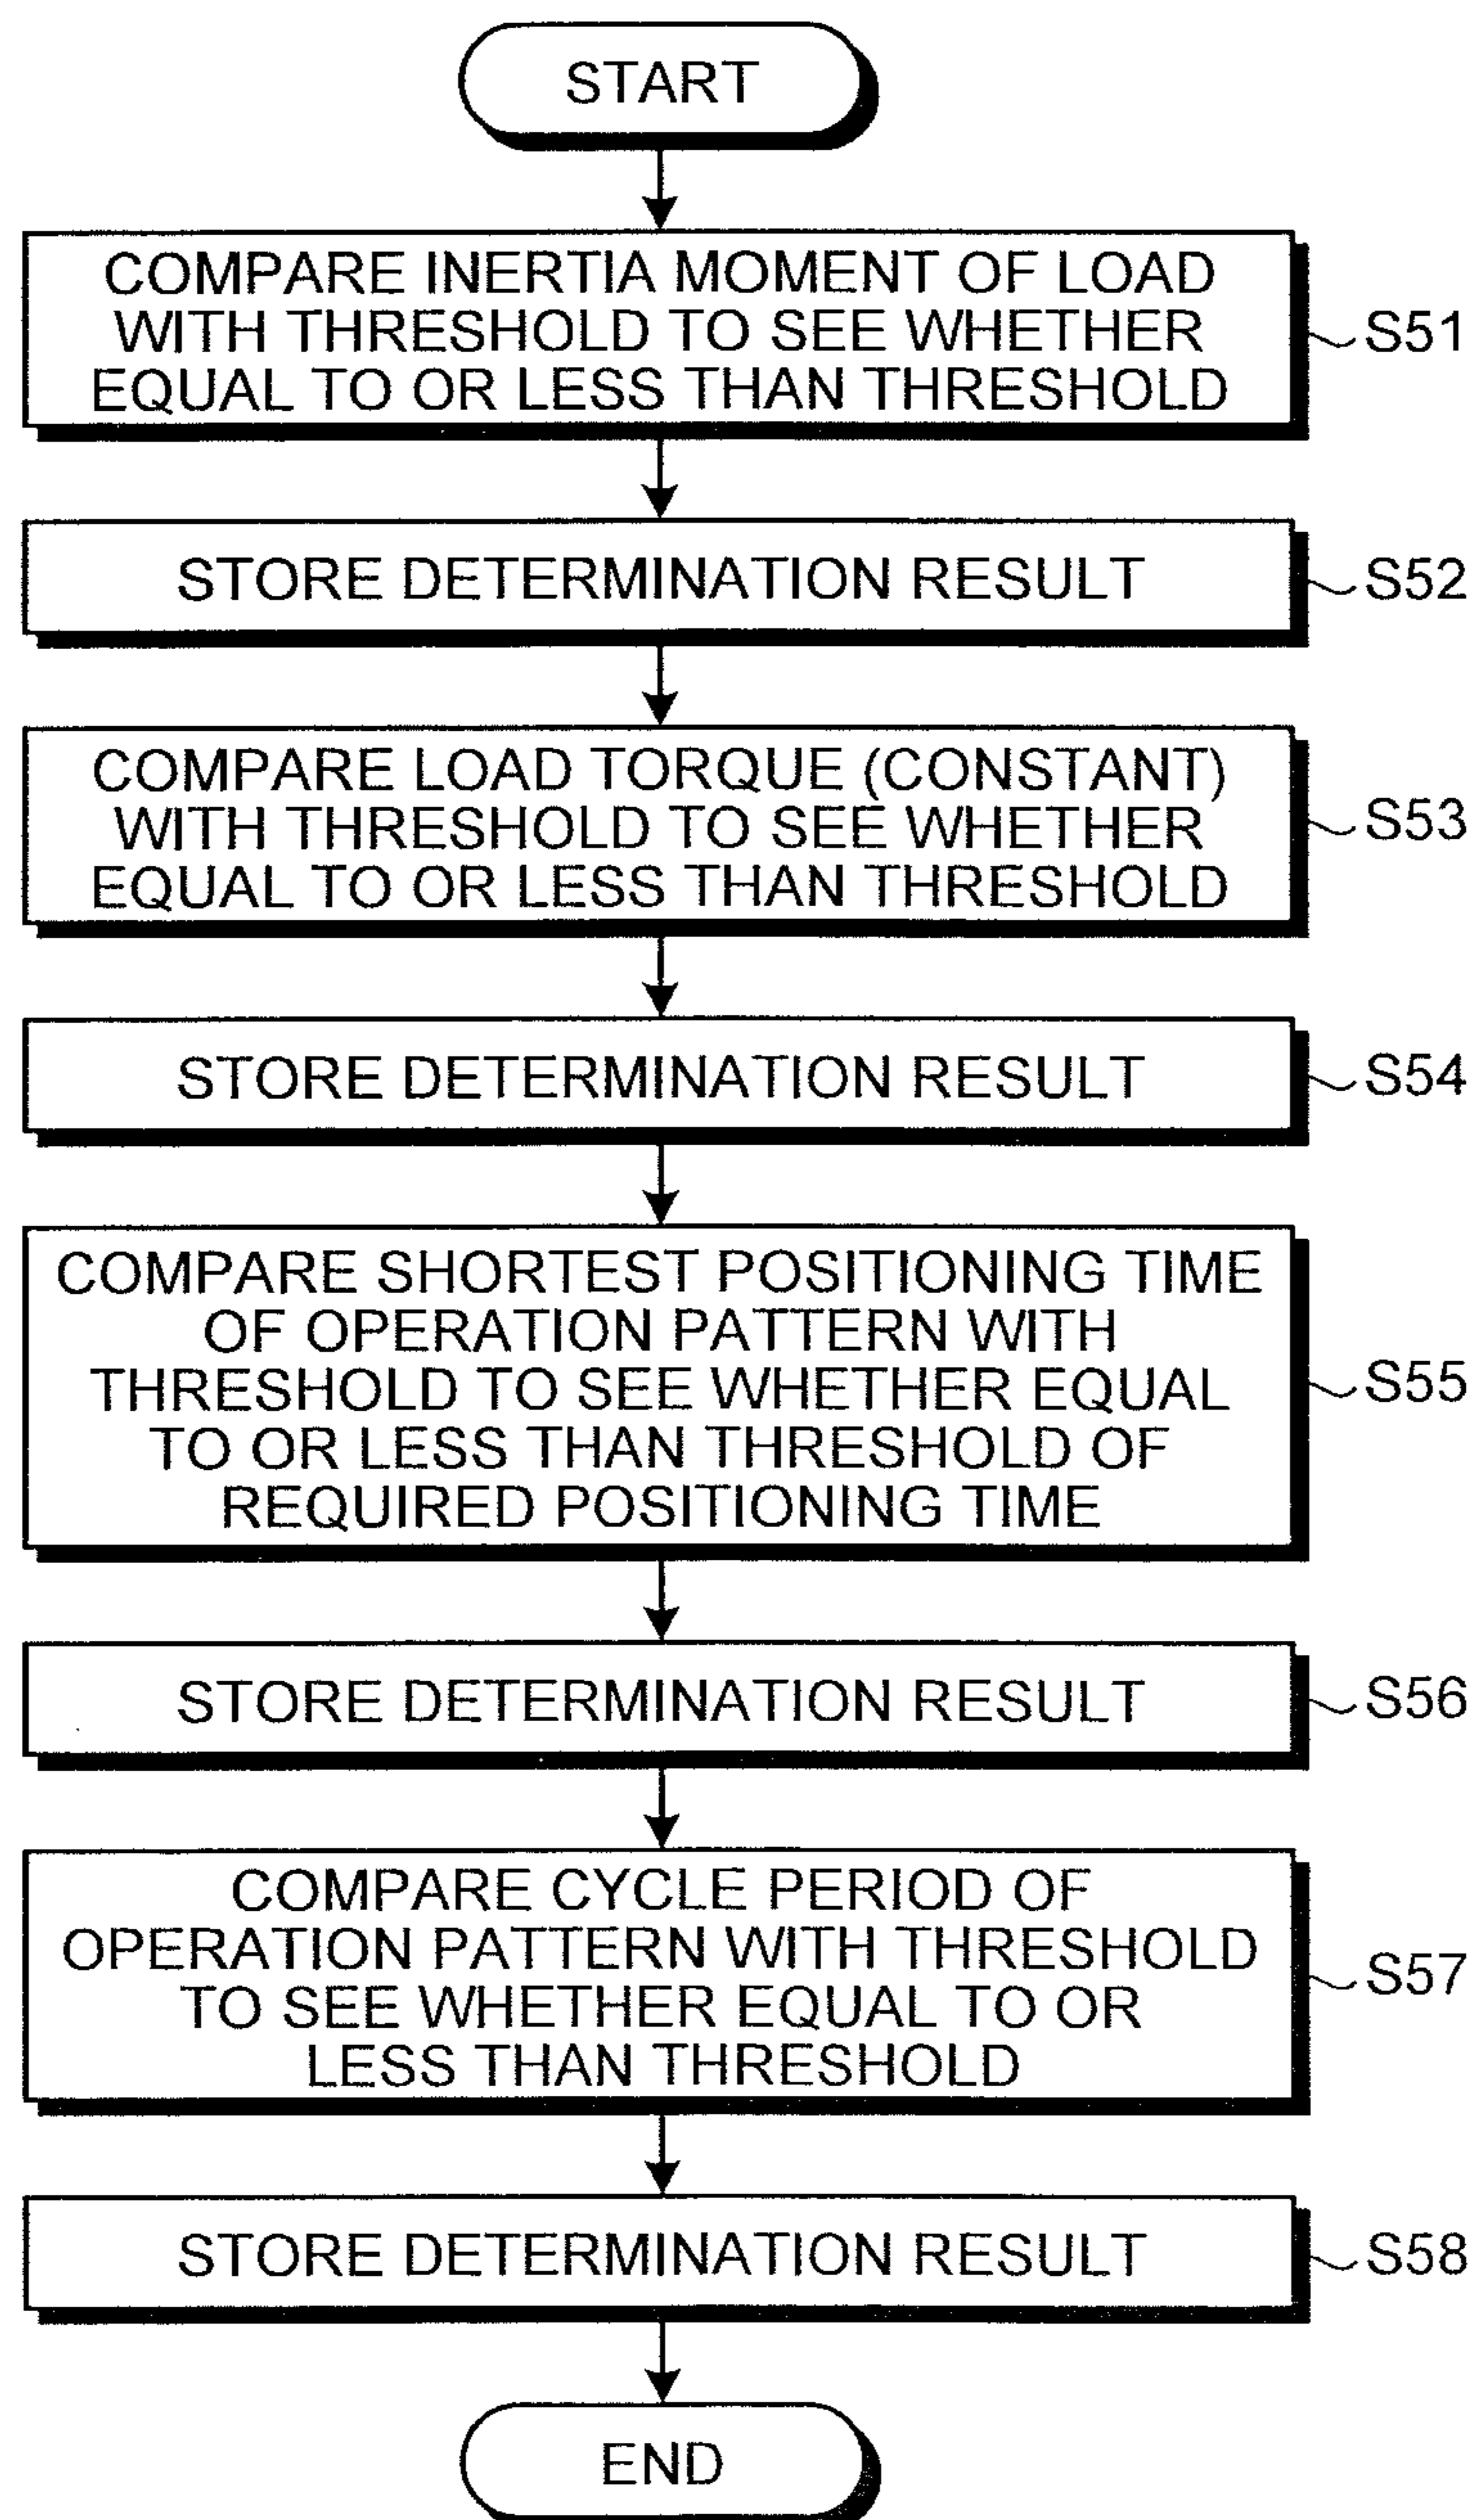 START
COMPARE INERTIA MOMENT OF LOAD
WITH THRESHOLD TO SEE WHETHER
EQUAL TO OR LESS THAN THRESHOLD
S51
STORE DETERMINATION RESULT
S52
COMPARE LOAD TORQUE (CONSTANT)
WITH THRESHOLD TO SEE WHETHER
EQUAL TO OR LESS THAN THRESHOLD
S53
STORE DETERMINATION RESULT
S54
COMPARE SHORTEST POSITIONING TIME
OF OPERATION PATTERN WITH
THRESHOLD TO SEE WHETHER EQUAL
TO OR LESS THAN THRESHOLD OF
REQUIRED POSITIONING TIME
S55
STORE DETERMINATION RESULT
S56
COMPARE CYCLE PERIOD OF
OPERATION PATTERN WITH THRESHOLD
TO SEE WHETHER EQUAL TO OR
LESS THAN THRESHOLD
S57
STORE DETERMINATION RESULT
S58
END